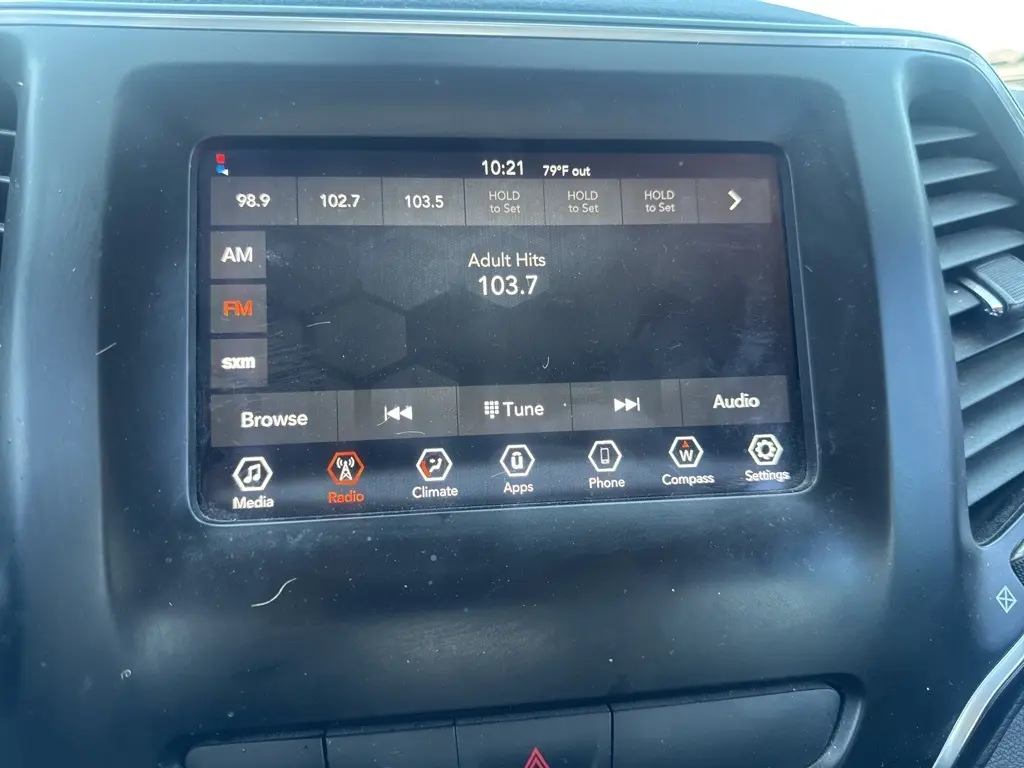 10:21 79°F out
98.9 102.7 103.5 HOLD to Set HOLD to Set HOLD to Set
AM
Adult Hits
103.7
FM
sxm
Browse Tune Audio
Media Radio Climate Apps Phone W Compass Settings